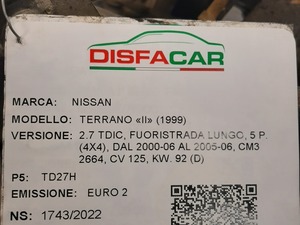 DISFACAR
MARCA: NISSAN
MODELLO: TERRANO «II» (1999)
VERSIONE: 2.7 TDIC, FUORISTRADA LUNGO, 5 P.
(4X4), DAL 2000-06 AL 2005-06, CM3
2664, CV 125, KW. 92 (D)
P5: TD27H
EMISSIONE: EURO 2
NS: 1743/2022